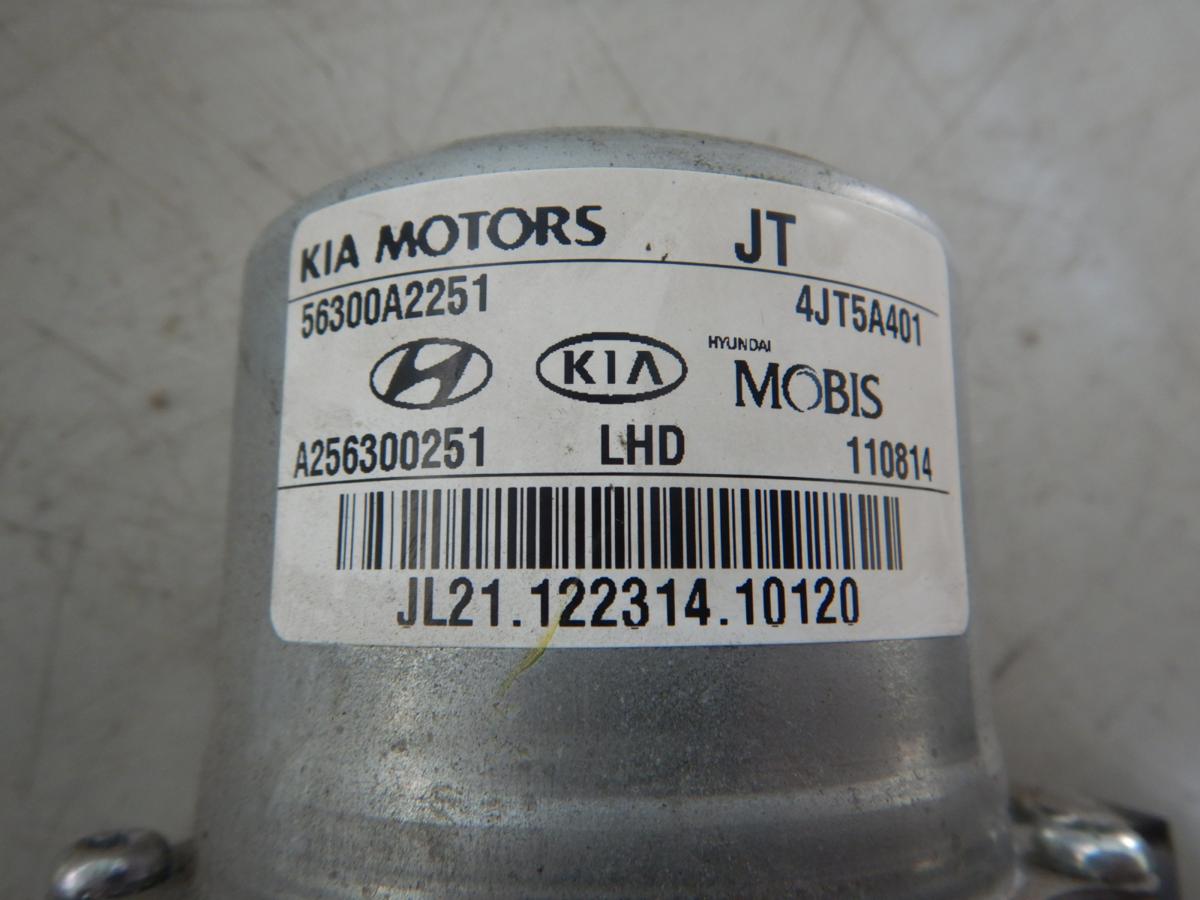 KIA MOTORS JT
56300A2251 4JT5A401
KIA HYUNDAI MOBIS
A256300251 LHD 110814
JL21.122314.10120